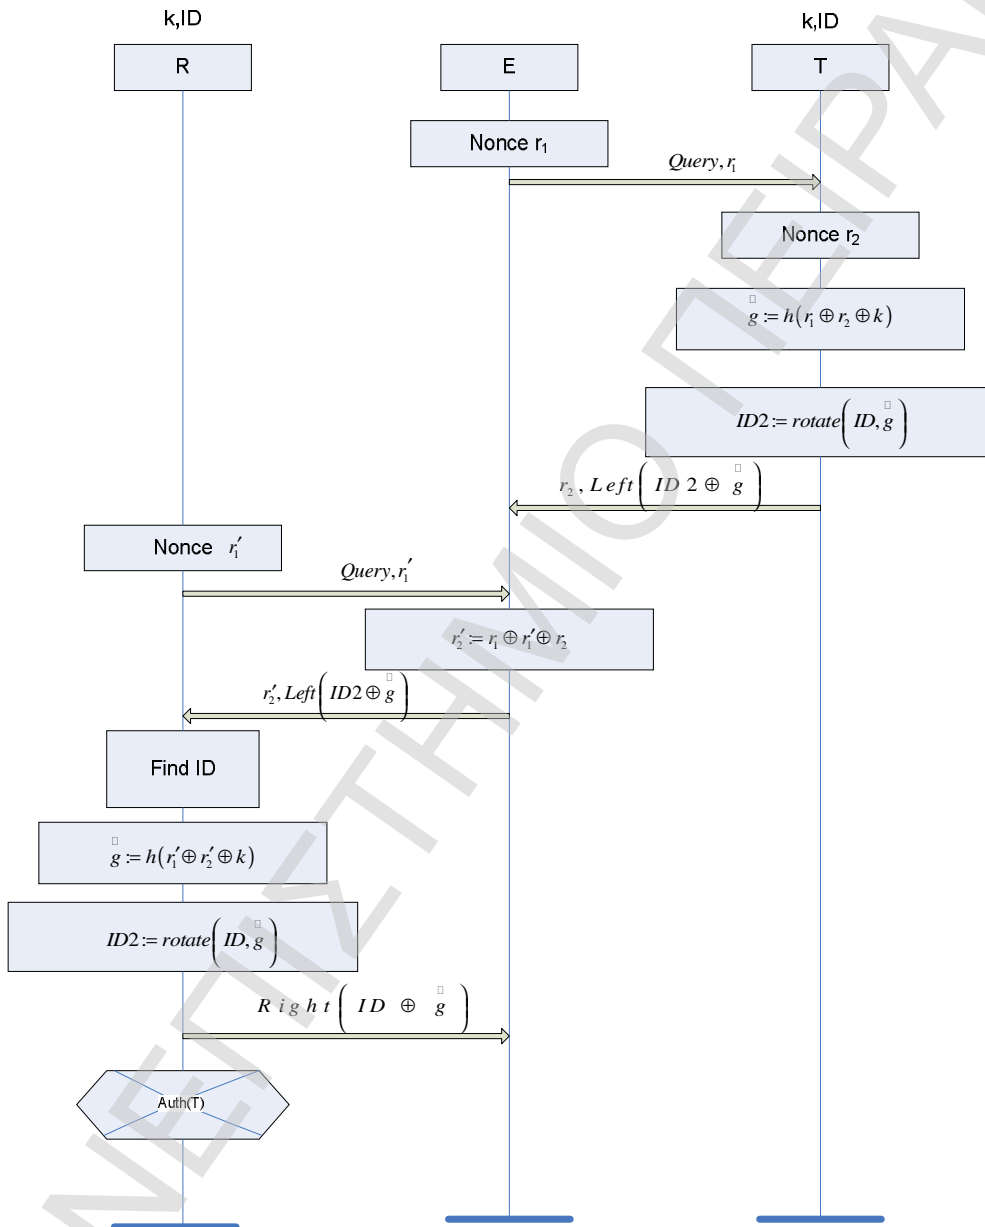 k,ID k,ID
R E T
Nonce r₁
Query, r₁
Nonce r₂
g := h(r₁ ⊕ r₂ ⊕ k)
ID2 := rotate(ID, g)
r₂ , Left( ID 2 ⊕ g )
Nonce r₁′
Query, r₁′
r₂′ := r₁ ⊕ r₁′ ⊕ r₂
r₂′, Left(ID2 ⊕ g)
Find ID
g := h(r₁′ ⊕ r₂′ ⊕ k)
ID2 := rotate(ID, g)
Right( ID ⊕ g )
Auth(T)
ΝΕΠΙΣΤΗΜΙΟ ΠΕΙΡΑ